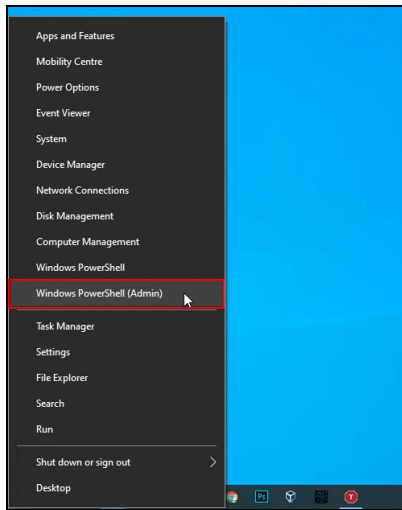 Apps and Features
Mobility Centre
Power Options
Event Viewer
System
Device Manager
Network Connections
Disk Management
Computer Management
Windows PowerShell
Windows PowerShell (Admin)
Task Manager
Settings
File Explorer
Search
Run
Shut down or sign out
Desktop
Ps
T